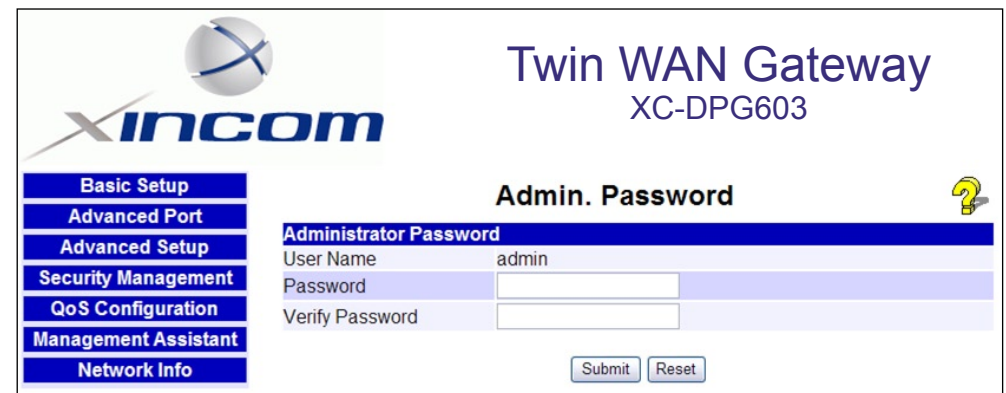 xincom
Twin WAN Gateway
XC-DPG603
Basic Setup
Advanced Port
Advanced Setup
Security Management
QoS Configuration
Management Assistant
Network Info
Admin. Password
?
Administrator Password
User Name admin
Password
Verify Password
Submit Reset